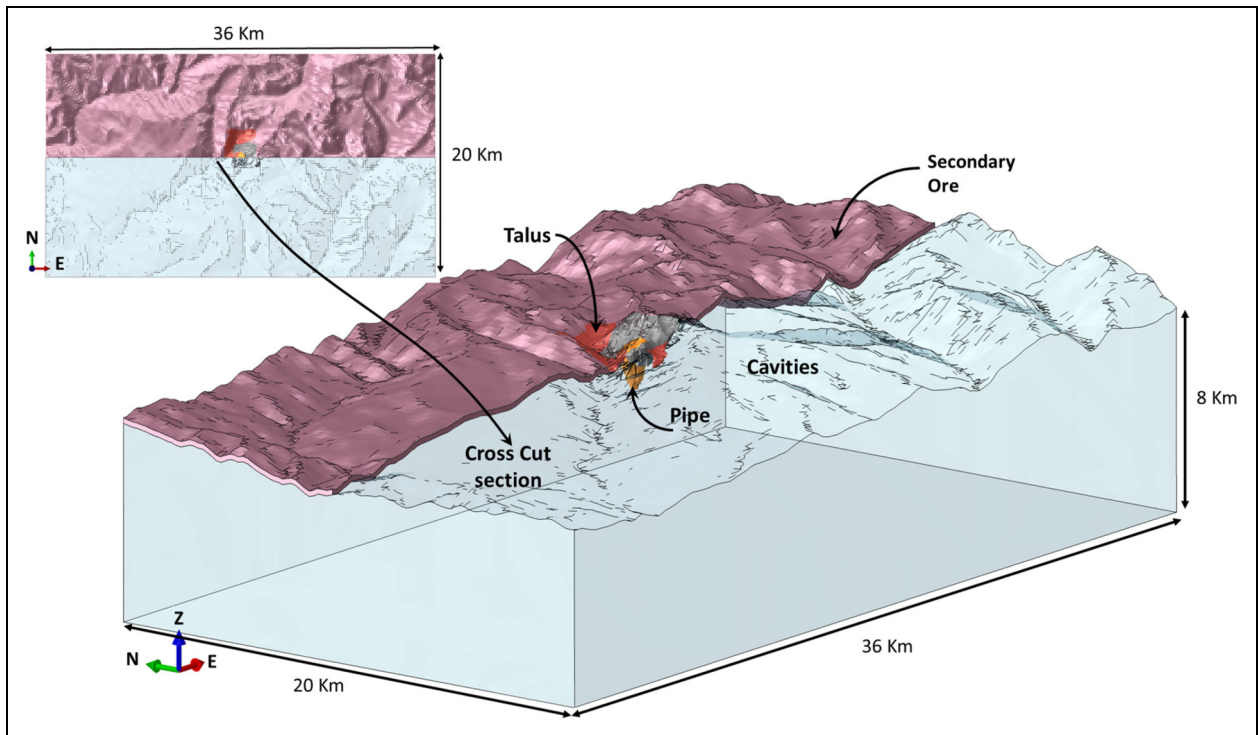 36 Km
20 Km
N
E
Secondary
Ore
Talus
Cavities
8 Km
Pipe
Cross Cut
section
Z
N
E
36 Km
20 Km